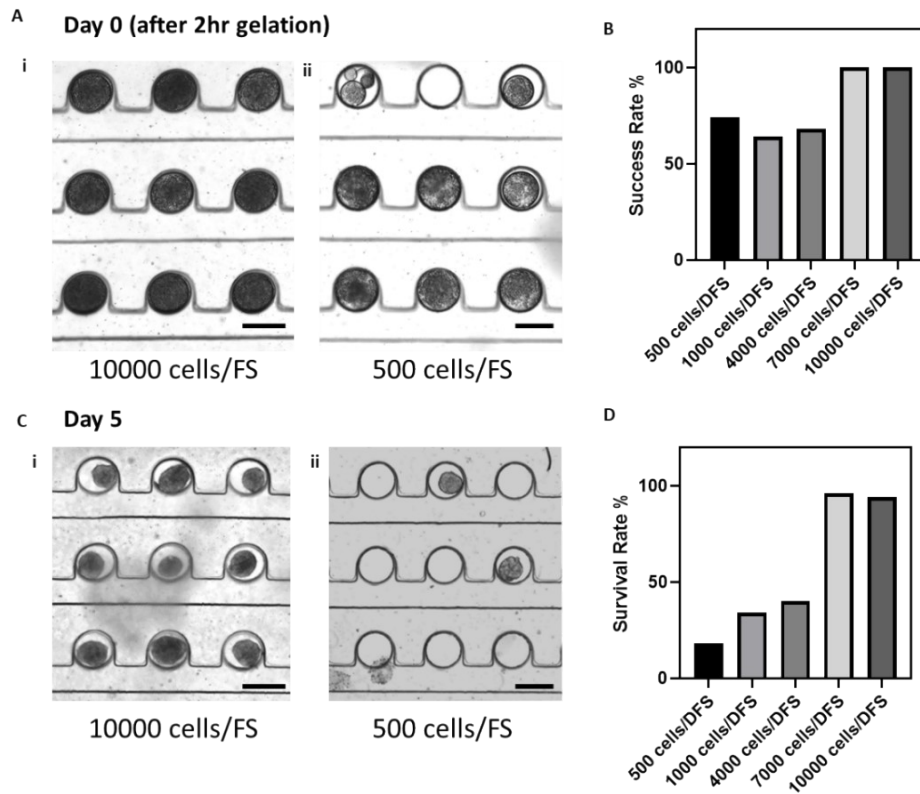 A
Day 0 (after 2hr gelation)
i
ii
10000 cells/FS
500 cells/FS
B
Success Rate %
100
50
0
500 cells/DFS
1000 cells/DFS
4000 cells/DFS
7000 cells/DFS
10000 cells/DFS
C
Day 5
i
ii
10000 cells/FS
500 cells/FS
D
Survival Rate %
100
50
0
500 cells/DFS
1000 cells/DFS
4000 cells/DFS
7000 cells/DFS
10000 cells/DFS